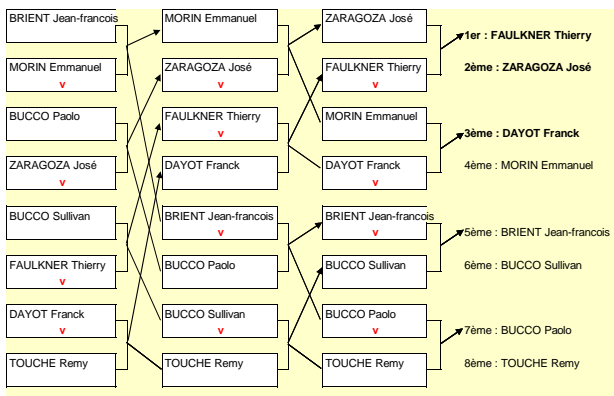 BRIENT Jean-francois
MORIN Emmanuel
v
BUCCO Paolo
ZARAGOZA José
v
BUCCO Sullivan
FAULKNER Thierry
v
DAYOT Franck
v
TOUCHE Remy
MORIN Emmanuel
ZARAGOZA José
v
FAULKNER Thierry
v
DAYOT Franck
BRIENT Jean-francois
v
BUCCO Paolo
BUCCO Sullivan
v
TOUCHE Remy
ZARAGOZA José
FAULKNER Thierry
v
MORIN Emmanuel
DAYOT Franck
v
BRIENT Jean-francois
v
BUCCO Sullivan
BUCCO Paolo
v
TOUCHE Remy
1er : FAULKNER Thierry
2ème : ZARAGOZA José
3ème : DAYOT Franck
4ème : MORIN Emmanuel
5ème : BRIENT Jean-francois
6ème : BUCCO Sullivan
7ème : BUCCO Paolo
8ème : TOUCHE Remy